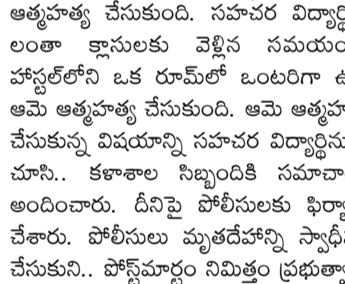 ఆత్మహత్య చేసుకుంది. సహచర విద్యార్థి
లంతా క్లాసులకు వెళ్లిన సమయం
హాస్టల్‌లోని ఒక రూమ్‌లో ఒంటరిగా ఉ
ఆమె ఆత్మహత్య చేసుకుంది. ఆమె ఆత్మహ
చేసుకున్న విషయాన్ని సహచర విద్యార్థిను
చూసి.. కళాశాల సిబ్బందికి సమాచా
అందించారు. దీనిపై పోలీసులకు ఫిర్యా
చేశారు. పోలీసులు మృతదేహాన్ని స్వాధీ
చేసుకుని.. పోస్ట్‌మార్టం నిమిత్తం ప్రభుత్వా